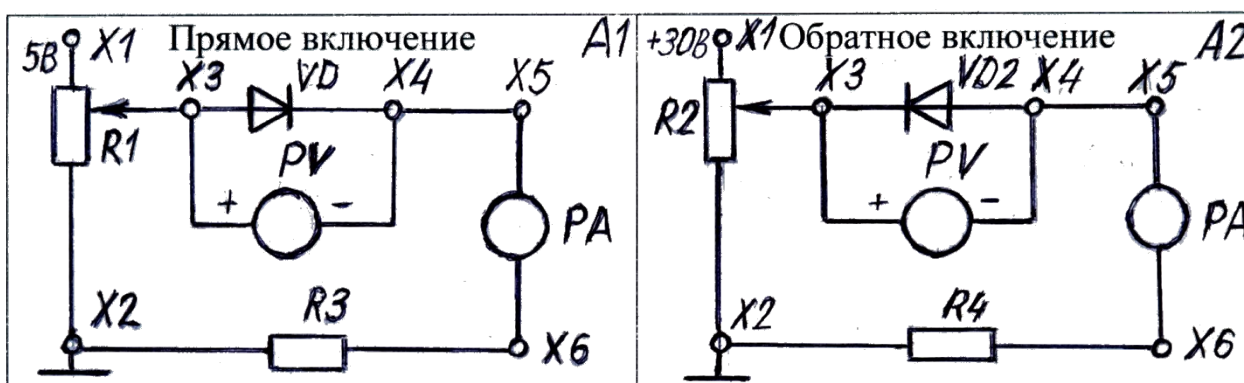 Прямое включение
A1
5В
X1
X3
VD
X4
X5
R1
PV
+
-
PA
X2
R3
X6
Обратное включение
A2
+30В
X1
X3
VD2
X4
X5
R2
PV
+
-
PA
X2
R4
X6